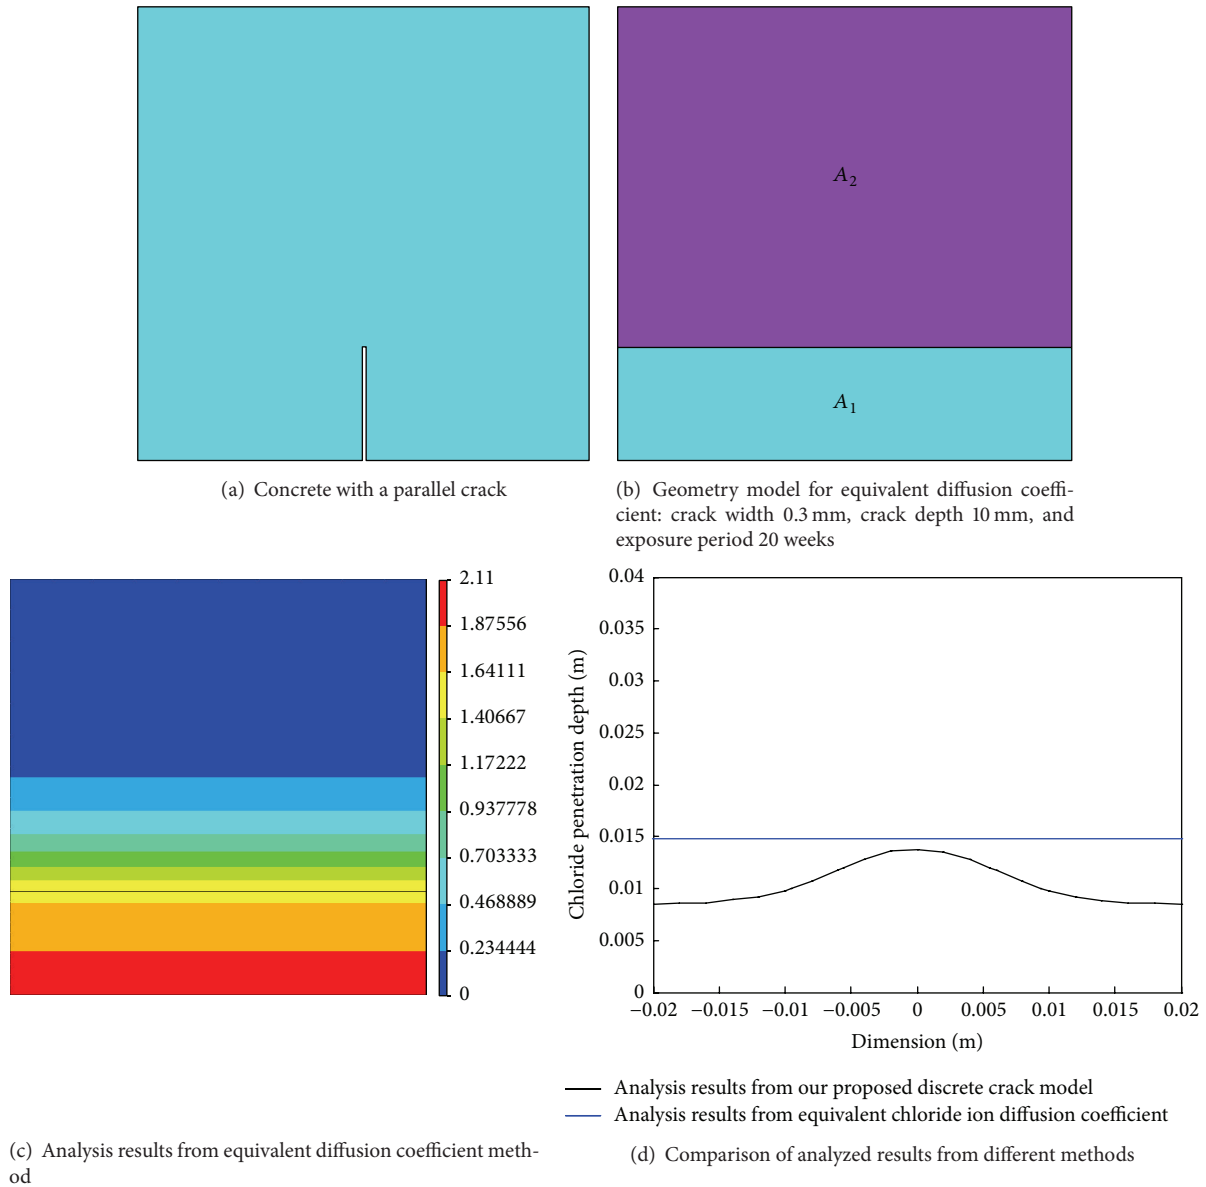 A2
A1
(a) Concrete with a parallel crack
(b) Geometry model for equivalent diffusion coeffi-
cient: crack width 0.3 mm, crack depth 10 mm, and
exposure period 20 weeks
2.11
1.87556
1.64111
1.40667
1.17222
0.937778
0.703333
0.468889
0.234444
0
(c) Analysis results from equivalent diffusion coefficient meth-
od
Chloride penetration depth (m)
0.04
0.035
0.03
0.025
0.02
0.015
0.01
0.005
0
−0.02 −0.015 −0.01 −0.005 0 0.005 0.01 0.015 0.02
Dimension (m)
Analysis results from our proposed discrete crack model
Analysis results from equivalent chloride ion diffusion coefficient
(d) Comparison of analyzed results from different methods